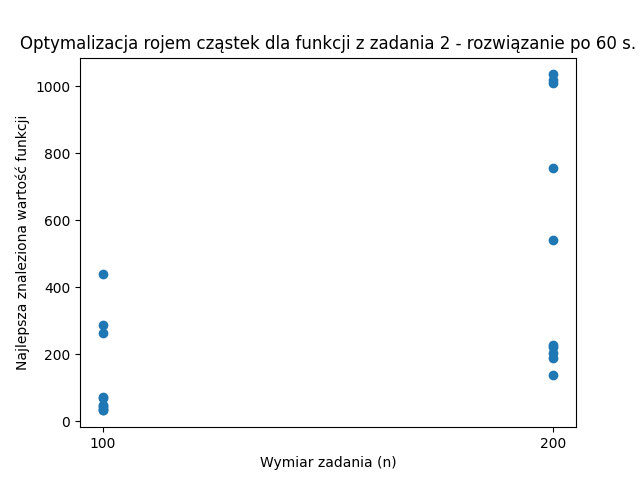 Optymalizacja rojem cząstek dla funkcji z zadania 2 - rozwiązanie po 60 s.
1000
800
600
400
200
0
Najlepsza znaleziona wartość funkcji
100
200
Wymiar zadania (n)